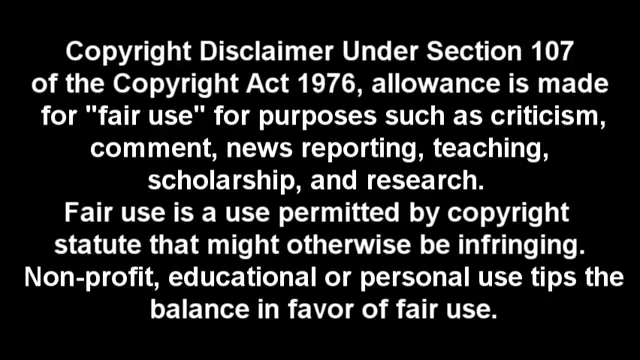 Copyright Disclaimer Under Section 107
of the Copyright Act 1976, allowance is made
for "fair use" for purposes such as criticism,
comment, news reporting, teaching,
scholarship, and research.
Fair use is a use permitted by copyright
statute that might otherwise be infringing.
Non-profit, educational or personal use tips the
balance in favor of fair use.